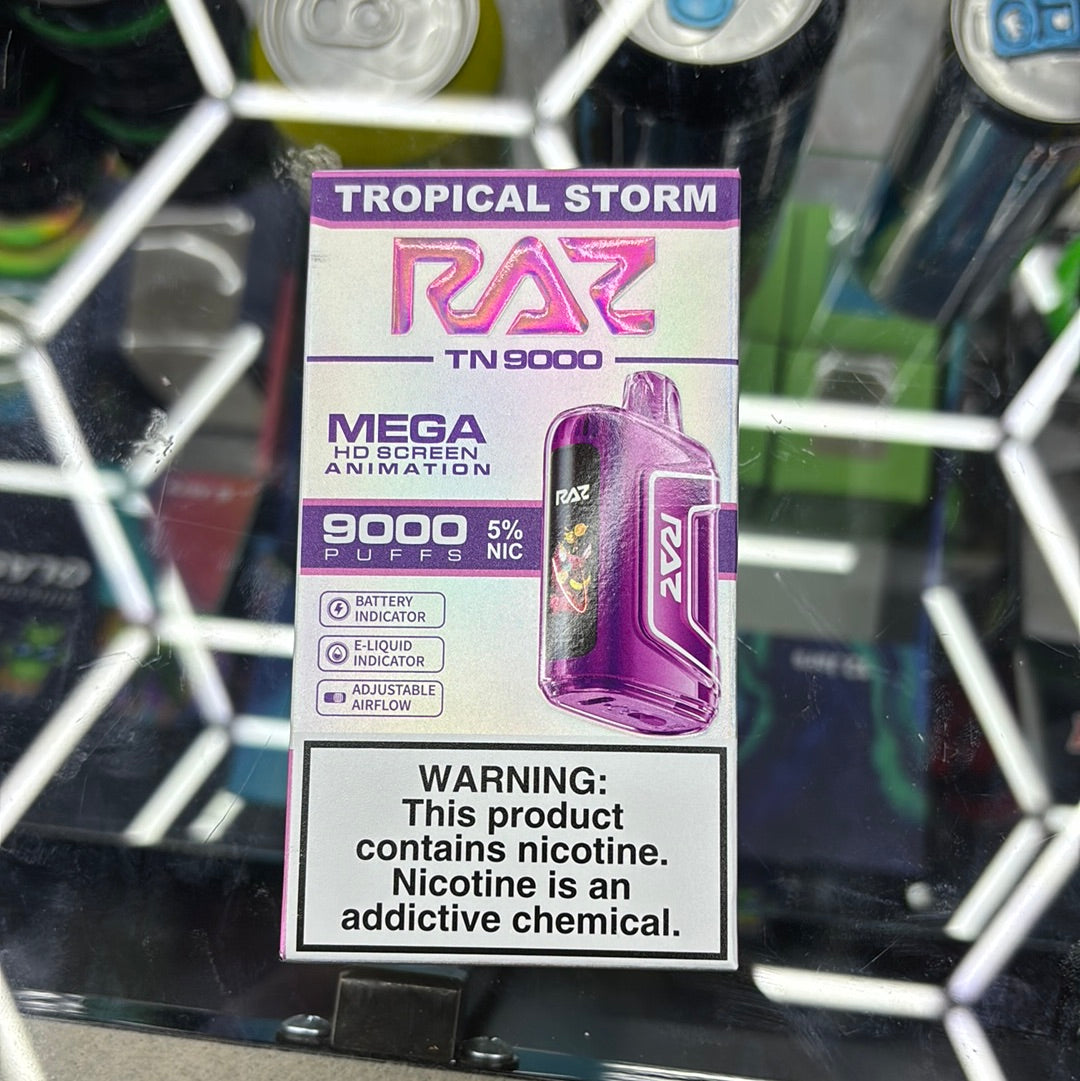 TROPICAL STORM
RAZ
TN 9000
MEGA
HD SCREEN
ANIMATION
9000
PUFFS
5%
NIC
BATTERY
INDICATOR
E-LIQUID
INDICATOR
ADJUSTABLE
AIRFLOW
RAZ
RAZ
WARNING:
This product
contains nicotine.
Nicotine is an
addictive chemical.